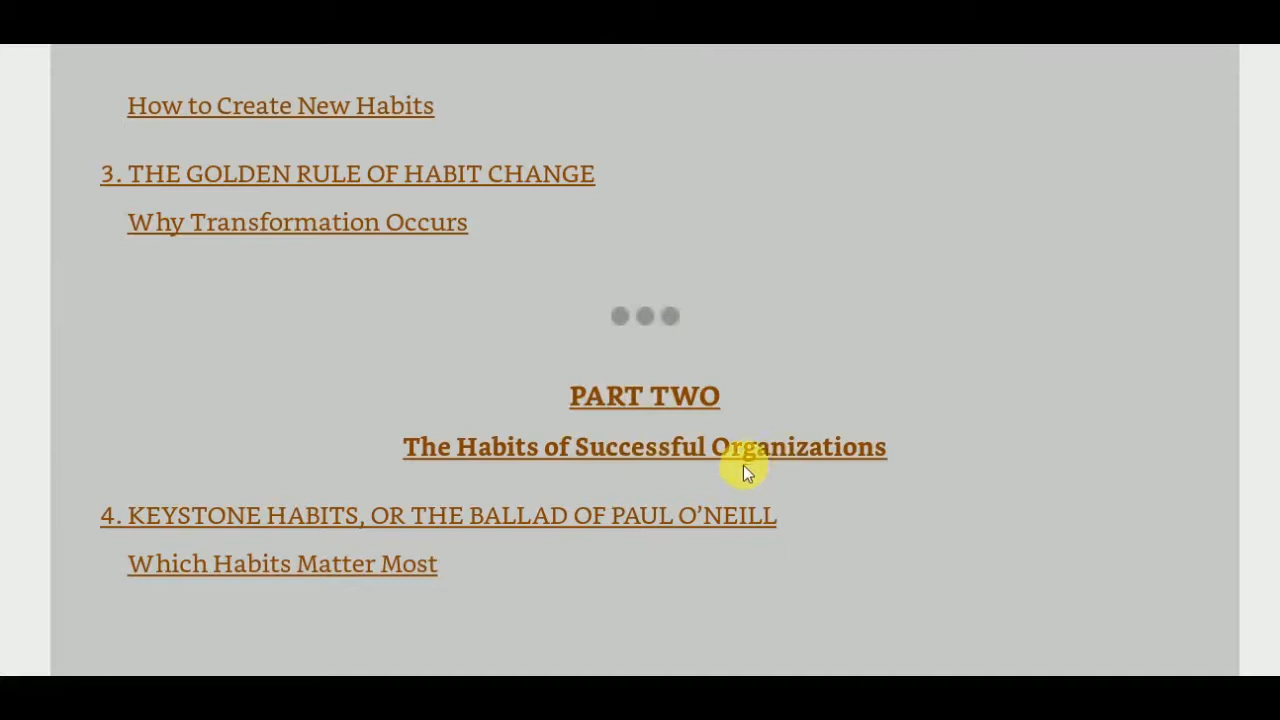 How to Create New Habits
3. THE GOLDEN RULE OF HABIT CHANGE
Why Transformation Occurs
PART TWO
The Habits of Successful Organizations
4. KEYSTONE HABITS, OR THE BALLAD OF PAUL O’NEILL
Which Habits Matter Most